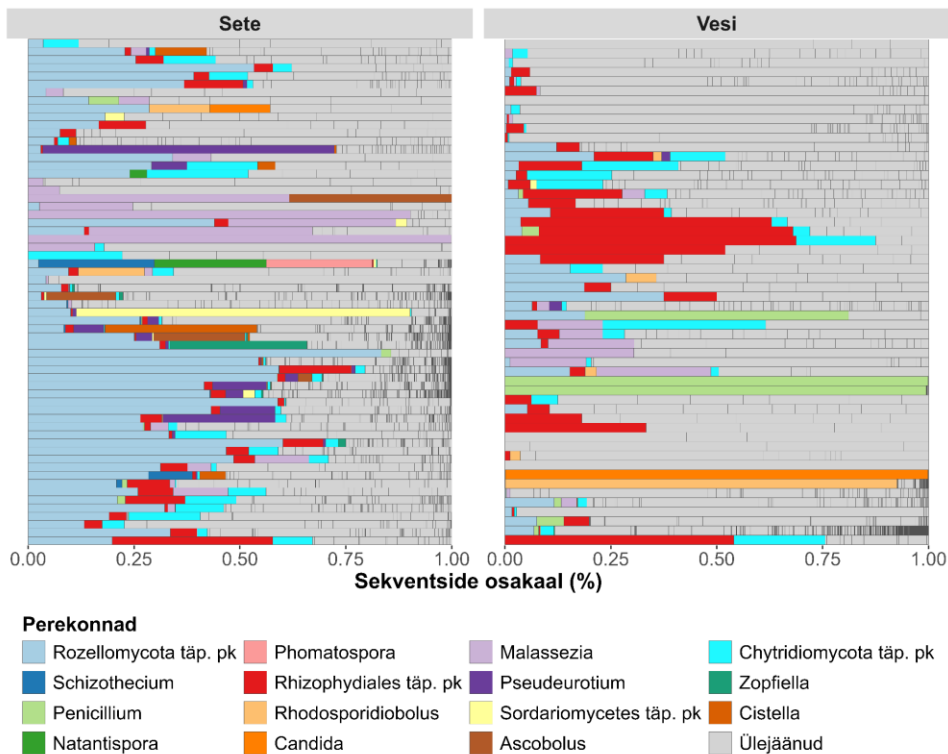 Sete
Vesi
0.00 0.25 0.50 0.75 1.00
0.00 0.25 0.50 0.75 1.00
Sekventside osakaal (%)
Perekonnad
Rozellomycota täp. pk Phomatospora Malassezia Chytridiomycota täp. pk
Schizothecium Rhizophydiales täp. pk Pseudeurotium Zopfiella
Penicillium Rhodosporidiobolus Sordariomycetes täp. pk Cistella
Natantispora Candida Ascobolus Ülejäänud